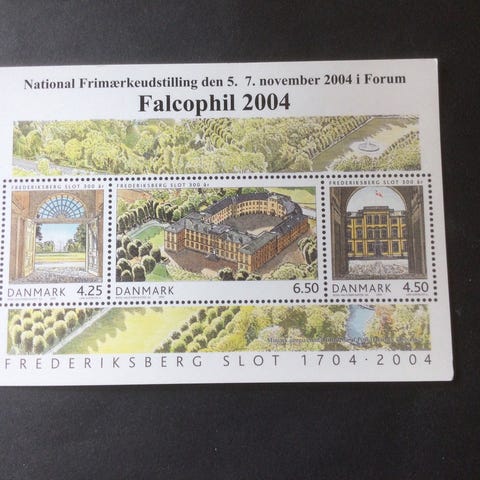 National Frimærkeudstilling den 5. 7. november 2004 i Forum
Falcophil 2004
FREDERIKSBERG SLOT 300 år
FREDERIKSBERG SLOT 300 år
FREDERIKSBERG SLOT 300 år
DANMARK 4.25
DANMARK 6.50
DANMARK 4.50
FREDERIKSBERG SLOT 1704·2004